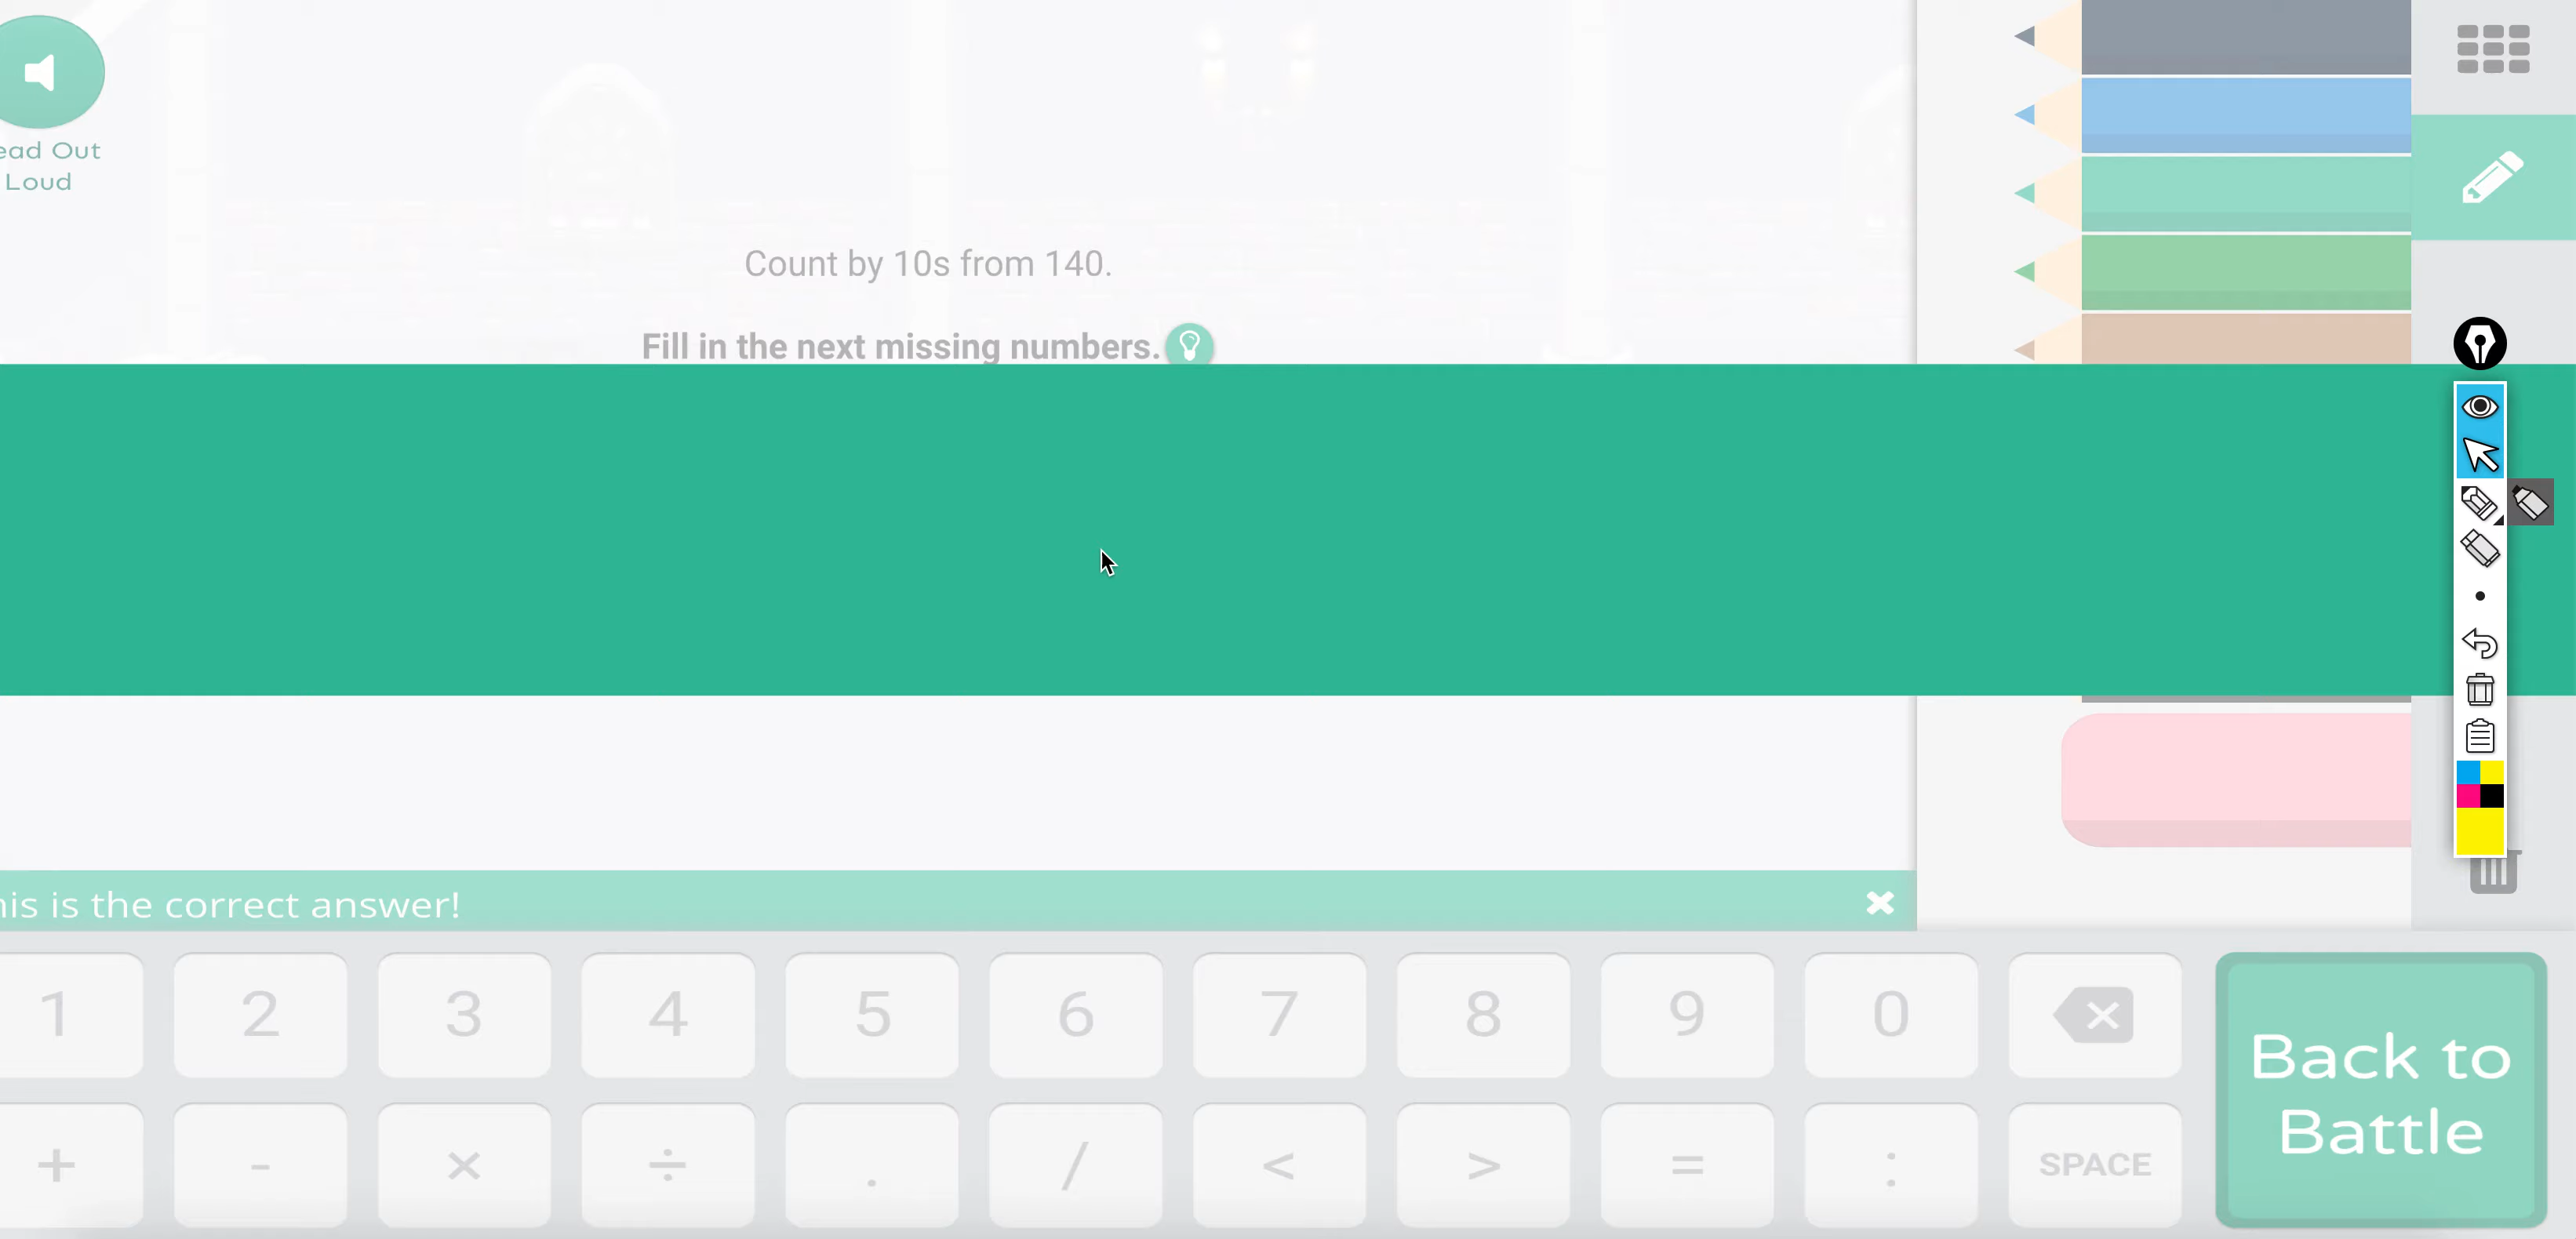 ead Out
Loud
Count by 10s from 140.
Fill in the next missing numbers.
his is the correct answer!
1 2 3 4 5 6 7 8 9 0
+ - × ÷ . / < > = : SPACE
Back to
Battle